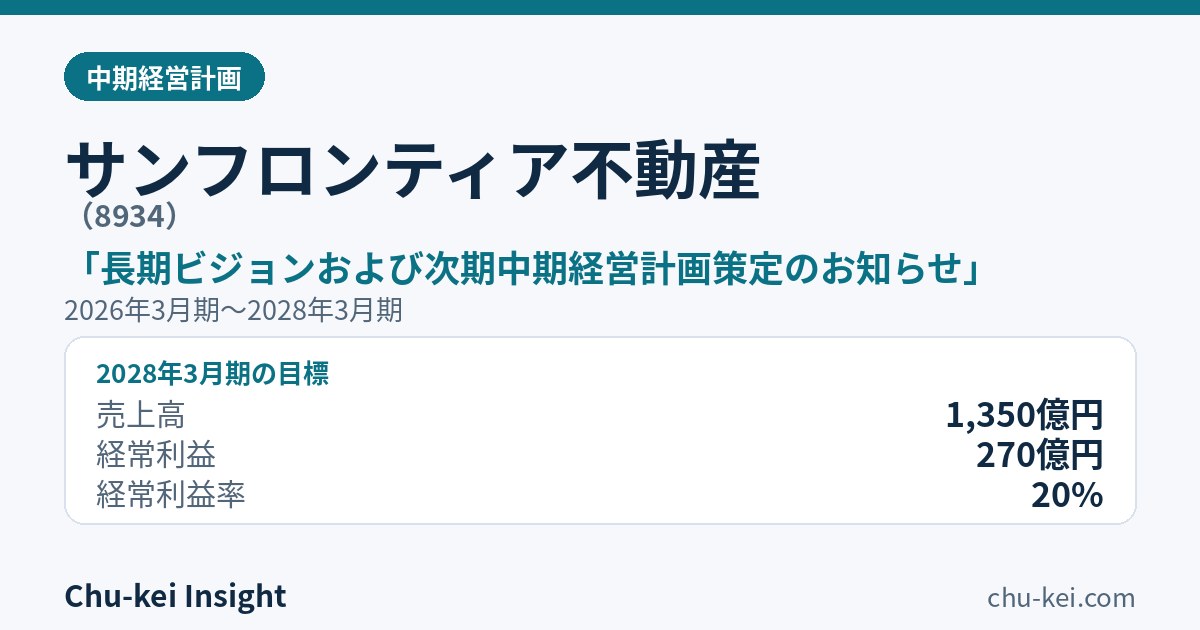 中期経営計画
サンフロンティア不動産
（8934）
「長期ビジョンおよび次期中期経営計画策定のお知らせ」
2026年3月期～2028年3月期
2028年3月期の目標
売上高 1,350億円
経常利益 270億円
経常利益率 20%
Chu-kei Insight chu-kei.com